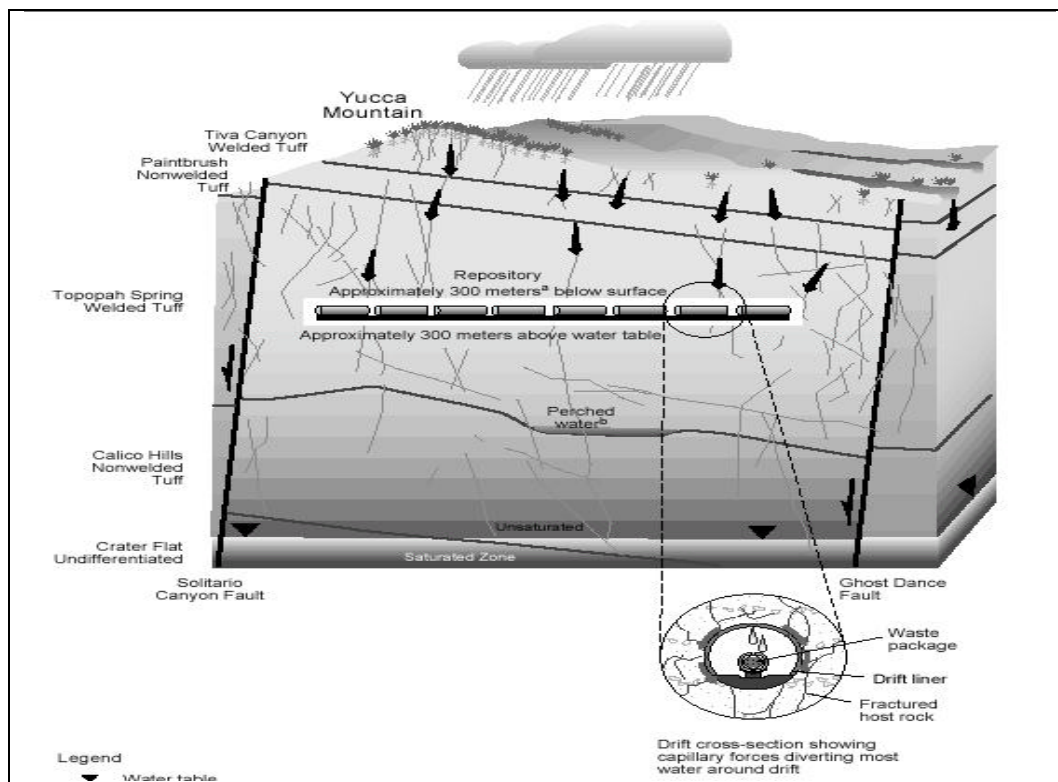 Yucca
Mountain
Tiva Canyon
Welded Tuff
Paintbrush
Nonwelded
Tuff
Topopah Spring
Welded Tuff
Repository
Approximately 300 metersᵃ below surface
Approximately 300 meters above water table
Perched
waterᵇ
Calico Hills
Nonwelded
Tuff
Unsaturated
Crater Flat
Undifferentiated
Saturated Zone
Solitario
Canyon Fault
Ghost Dance
Fault
Waste
package
Drift liner
Fractured
host rock
Drift cross-section showing
capillary forces diverting most
water around drift
Legend
Water table